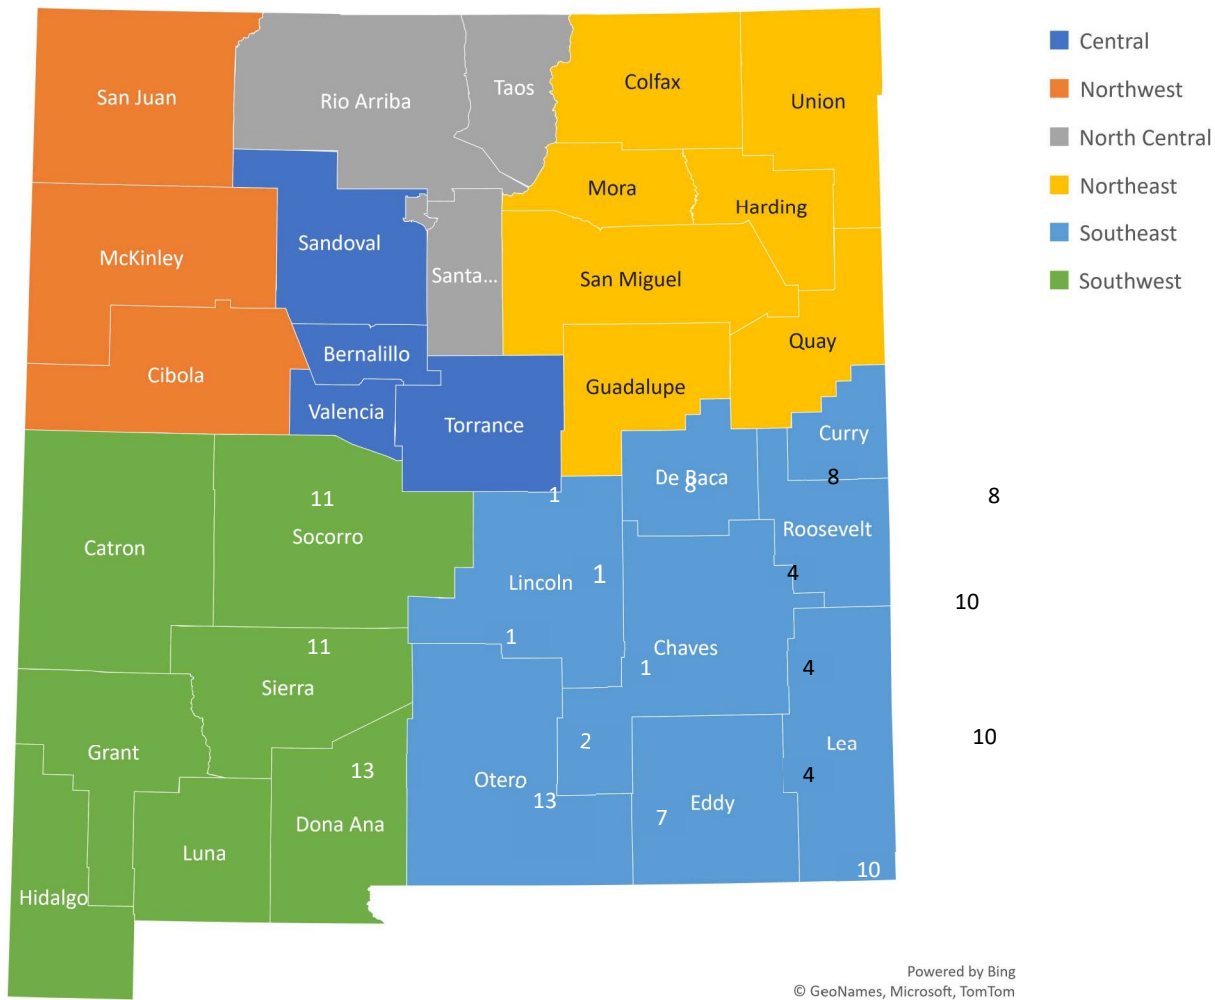 Central
Northwest
North Central
Northeast
Southeast
Southwest
San Juan
Rio Arriba
Taos
Colfax
Union
Mora
Harding
McKinley
Sandoval
Santa...
San Miguel
Quay
Bernalillo
Cibola
Guadalupe
Valencia
Torrance
Curry
De Baca
8
8
1
8
11
Socorro
Roosevelt
Catron
Lincoln
1
4
10
1
11
Chaves
1
4
Sierra
10
2
Lea
Grant
13
Otero
13
4
Eddy
7
Dona Ana
Luna
10
Hidalgo
Powered by Bing
© GeoNames, Microsoft, TomTom